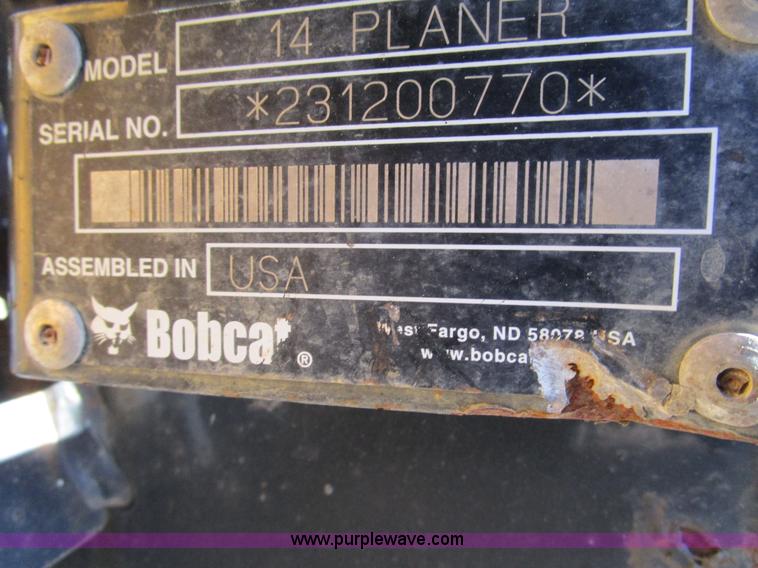 MODEL 14 PLANER
SERIAL NO. *231200770*
ASSEMBLED IN USA
Bobcat ®
West Fargo, ND 58078 USA
www.bobca
www.purplewave.com